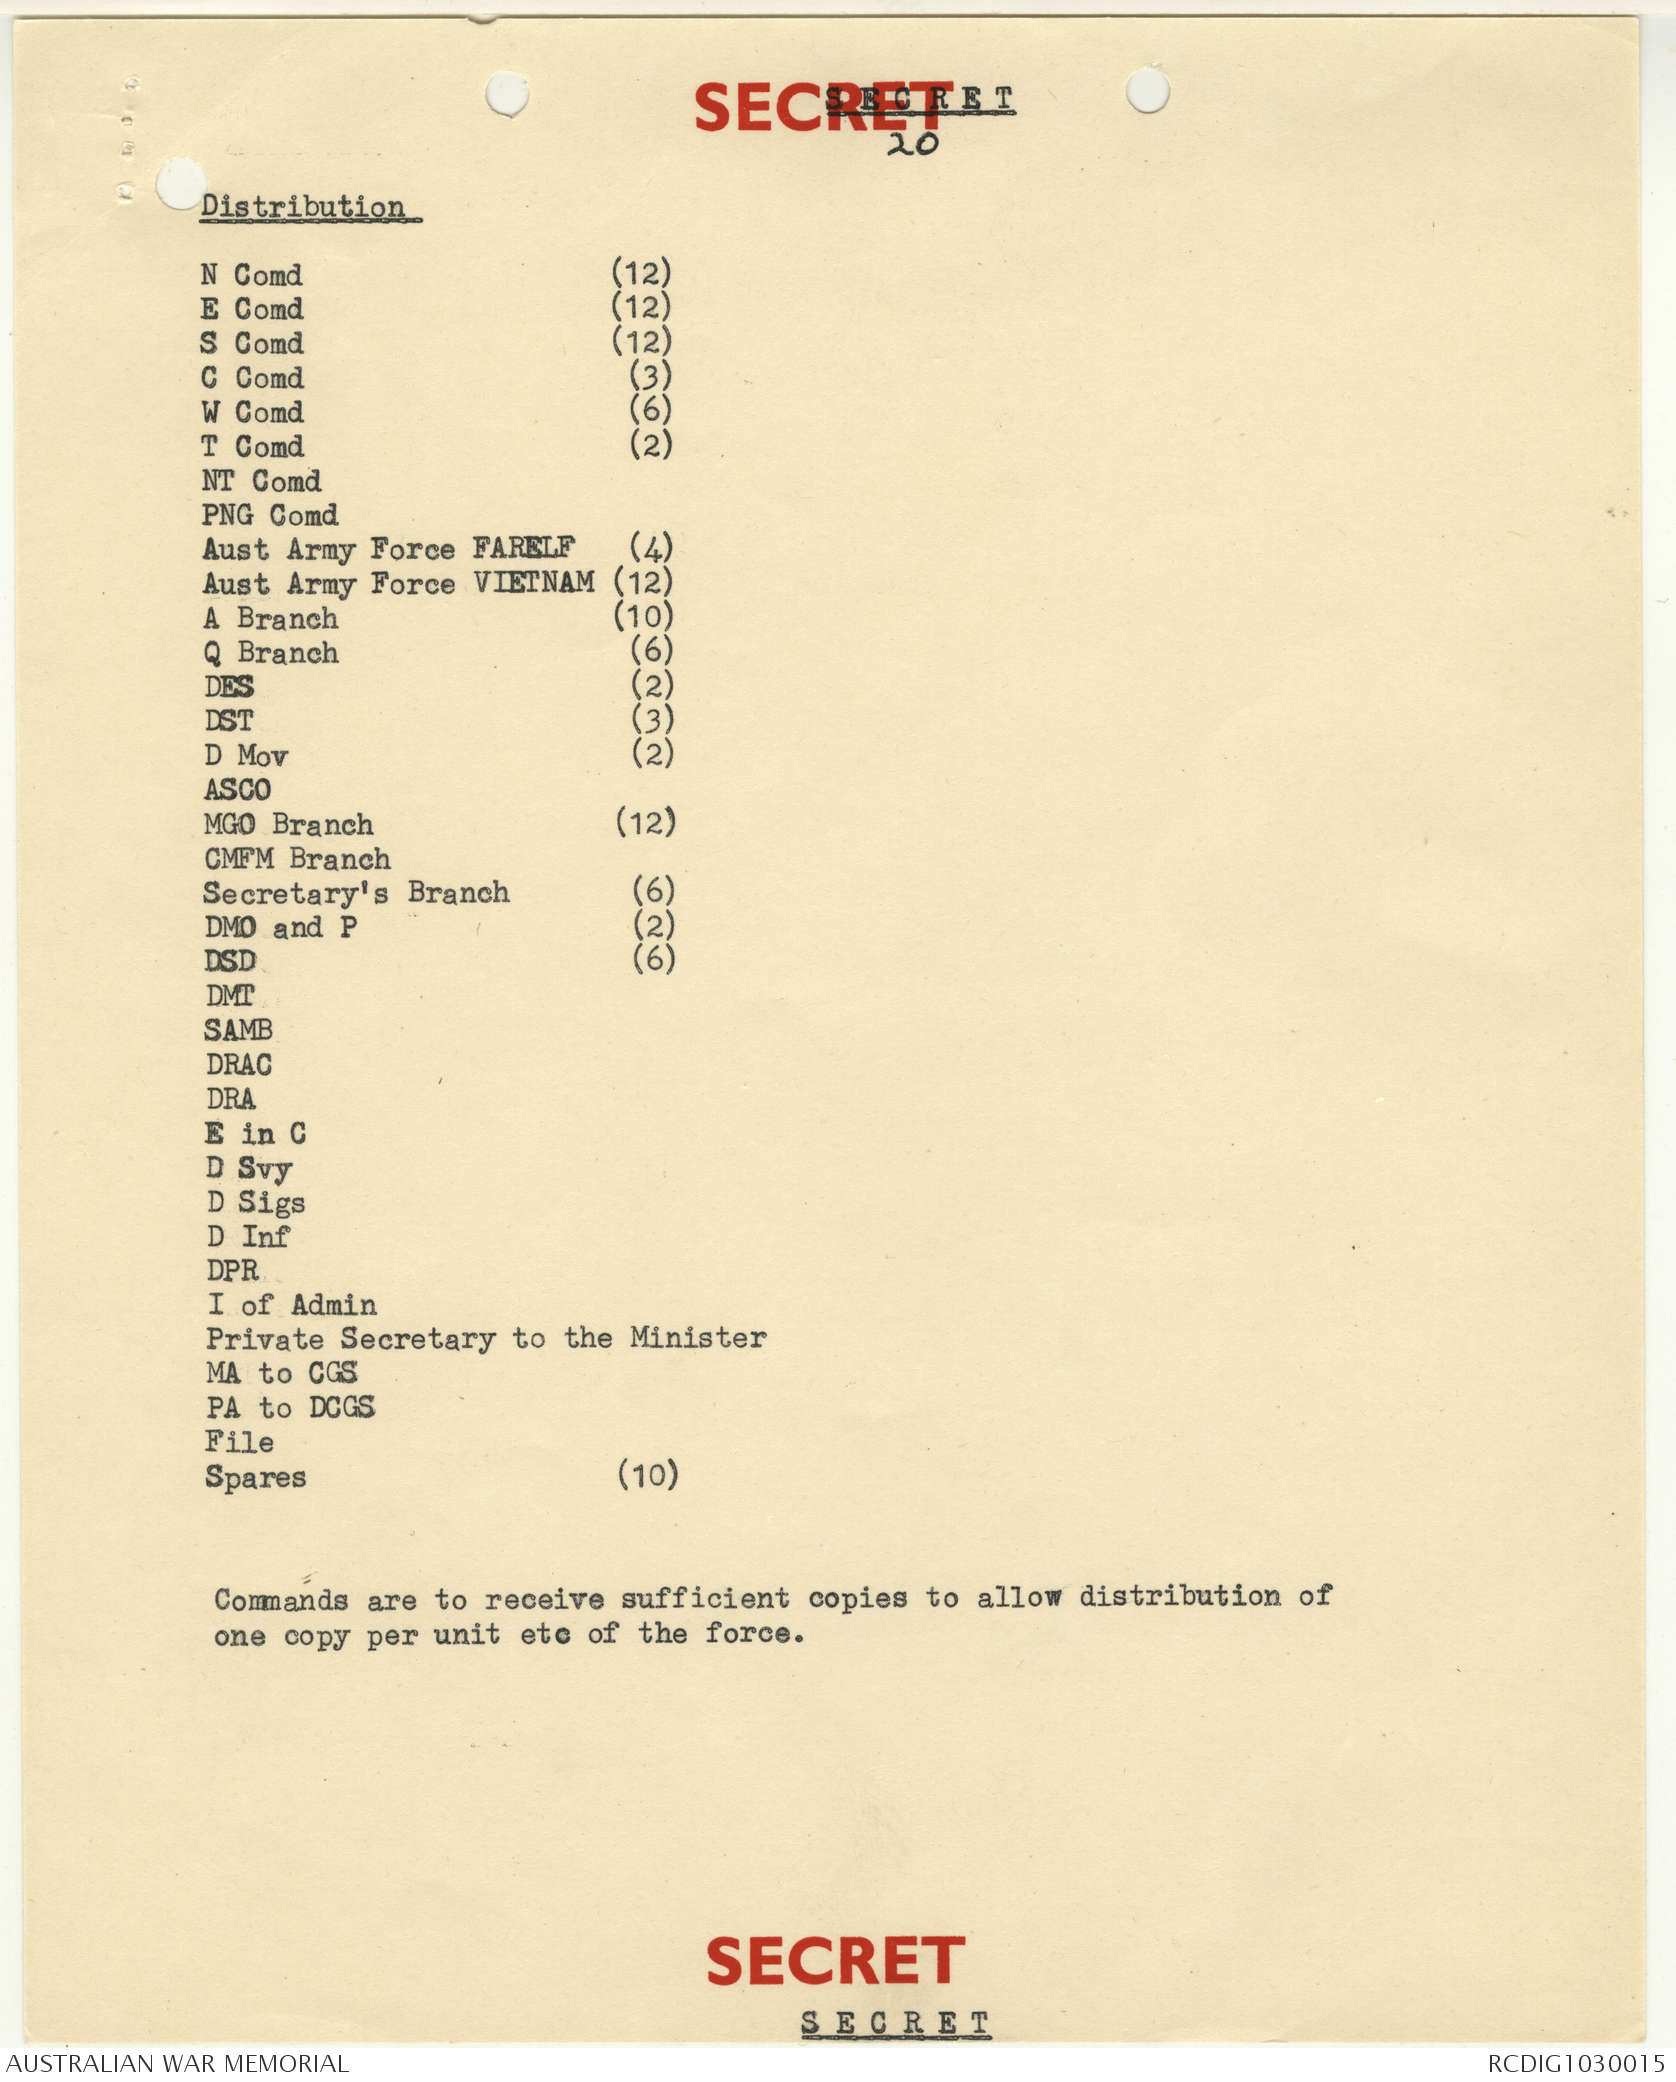 SECRET
S E C R E T
20
Distribution
N Comd (12)
E Comd (12)
S Comd (12)
C Comd (3)
W Comd (6)
T Comd (2)
NT Comd
PNG Comd
Aust Army Force FARELF (4)
Aust Army Force VIETNAM (12)
A Branch (10)
Q Branch (6)
DES (2)
DST (3)
D Mov (2)
ASCO
MGO Branch (12)
CMFM Branch
Secretary's Branch (6)
DMO and P (2)
DSD (6)
DMT
SAMB
DRAC
DRA
E in C
D Svy
D Sigs
D Inf
DPR
I of Admin
Private Secretary to the Minister
MA to CGS
PA to DCGS
File
Spares (10)
Commands are to receive sufficient copies to allow distribution of
one copy per unit etc of the force.
SECRET
S E C R E T
AUSTRALIAN WAR MEMORIAL RCDIG1030015